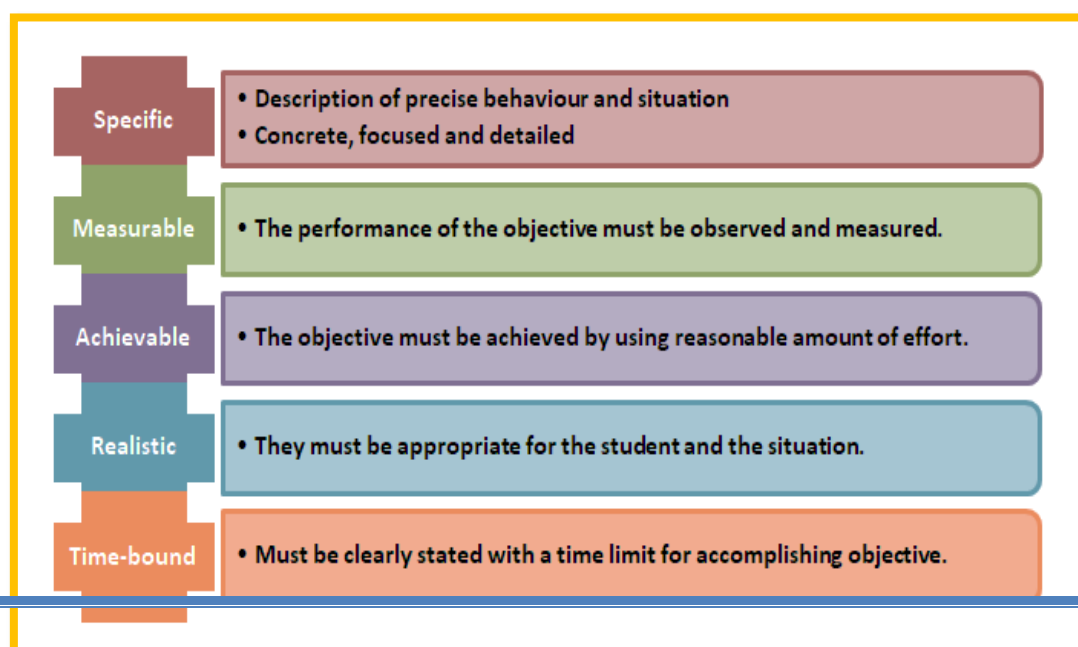 Specific
• Description of precise behaviour and situation
• Concrete, focused and detailed
Measurable
• The performance of the objective must be observed and measured.
Achievable
• The objective must be achieved by using reasonable amount of effort.
Realistic
• They must be appropriate for the student and the situation.
Time-bound
• Must be clearly stated with a time limit for accomplishing objective.